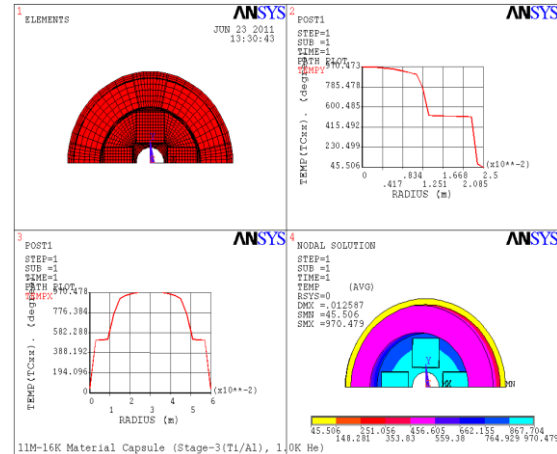 1
ELEMENTS
ANSYS
JUN 23 2011
13:30:43
2
POST1
ANSYS
STEP=1
SUB =1
TIME=1
PATH PLOT
TEMPY
970.473
785.479
600.485
415.492
230.499
45.506
TEMP(TCxx).
0
.417
.834
1.251
1.668
2.085
2.5
(x10**-2)
RADIUS (m)
3
POST1
ANSYS
STEP=1
SUB =1
TIME=1
PATH PLOT
TEMPX
970.478
776.384
582.288
388.192
194.096
0
TEMP(TCxx).
0
1
2
3
4
5
6
(x10**-2)
RADIUS (m)
4
NODAL SOLUTION
ANSYS
STEP=1
SUB =1
TIME=1
TEMP (AVG)
RSYS=0
DMX =.012587
SMN =45.506
SMX =970.479
Y
MX
MN
45.506
148.281
251.056
353.83
456.605
559.38
662.155
764.929
867.704
970.479
11M-16K Material Capsule (Stage-3(Ti/Al), 1.0K He)